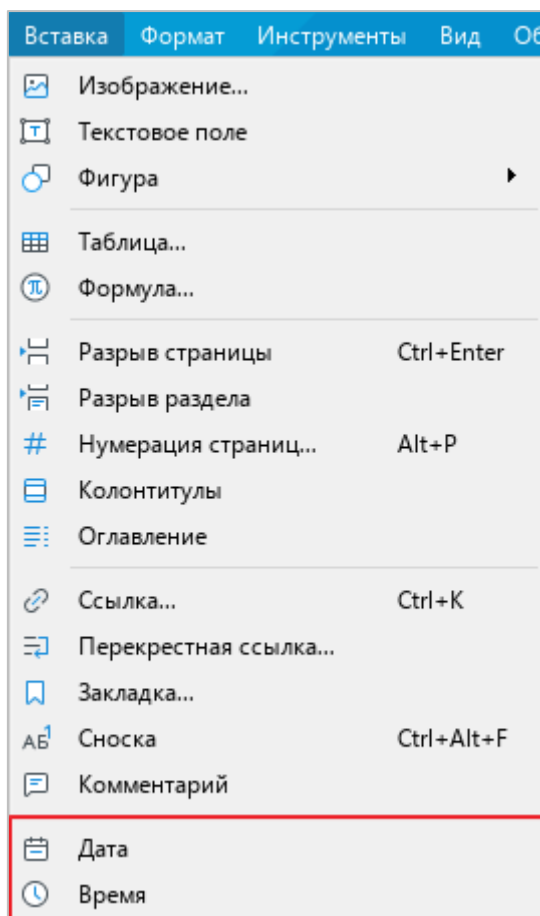 Вставка Формат Инструменты Вид Об
Изображение...
Текстовое поле
Фигура
Таблица...
Формула...
Разрыв страницы Ctrl+Enter
Разрыв раздела
Нумерация страниц... Alt+P
Колонтитулы
Оглавление
Ссылка... Ctrl+K
Перекрестная ссылка...
Закладка...
Сноска Ctrl+Alt+F
Комментарий
Дата
Время